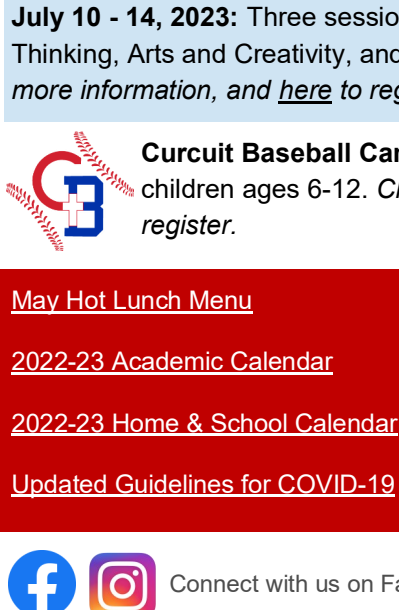 July 10 - 14, 2023: Three sessio
Thinking, Arts and Creativity, and
more information, and here to reg
Curcuit Baseball Ca
children ages 6-12. C
register.
CB
May Hot Lunch Menu
2022-23 Academic Calendar
2022-23 Home & School Calendar
Updated Guidelines for COVID-19
Connect with us on Fa